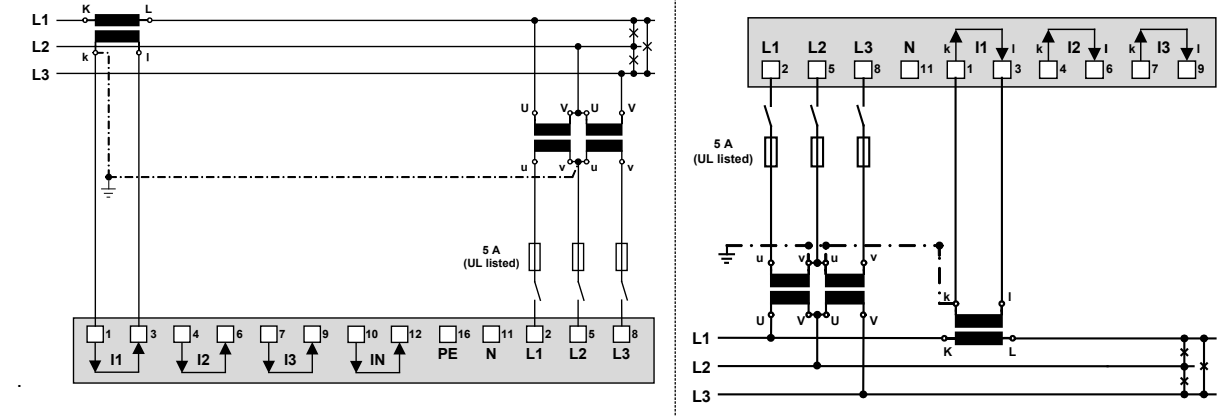 K L
L1
L2
k l
L3
U V U V
u v u v
5 A
(UL listed)
1 3 4 6 7 9 10 12 16 11 2 5 8
I1 I2 I3 IN PE N L1 L2 L3
L1 L2 L3 N k I1 l k I2 l k I3 l
2 5 8 11 1 3 4 6 7 9
5 A
(UL listed)
u v u v
k l
U V U V
L1
K L
L2
L3